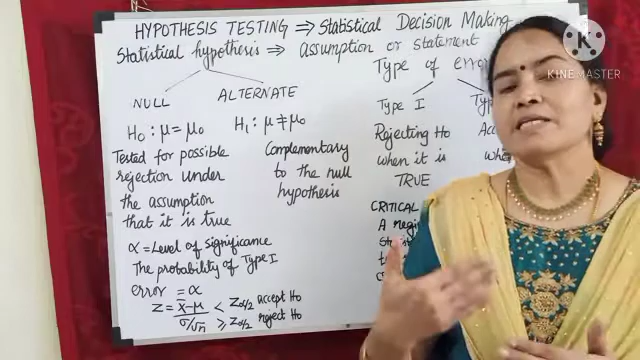 HYPOTHESIS TESTING ⇒ Statistical Decision Making
Statistical hypothesis ⇒ Assumption or statement
NULL
H₀ : μ = μ₀
Tested for possible
rejection under
the assumption
that it is true
ALTERNATE
H₁ : μ ≠ μ₀
Complementary
to the null
hypothesis
α = Level of significance
The probability of Type I
error = α
Z = x̄-μ / σ/√n < Zα/2 accept H₀
≥ Zα/2 reject H₀
Type of error
Type I
Rejecting H₀
when it is
TRUE
CRITICAL
A
KINEMASTER